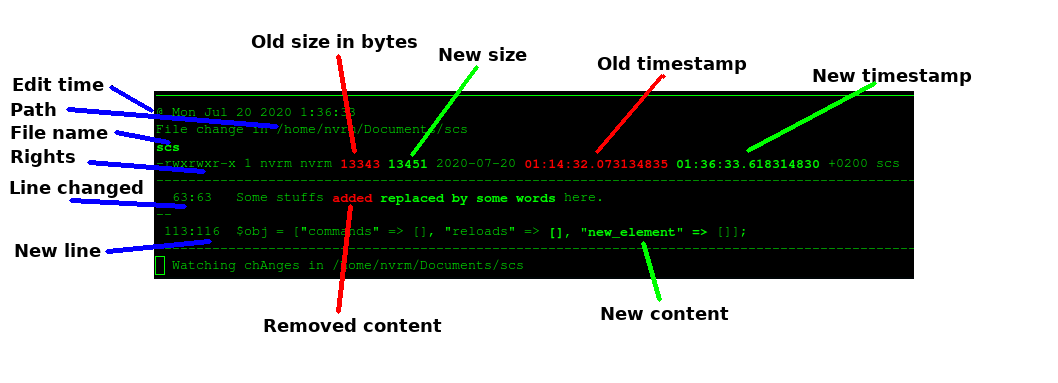 Old size in bytes
New size
Old timestamp
New timestamp
Edit time
Path
File name
Rights
Line changed
New line
@ Mon Jul 20 2020 1:36:33
File change in /home/nvrm/Documents/scs
scs
-rwxrwxr-x 1 nvrm nvrm 13343 13451 2020-07-20 01:14:32.073134835 01:36:33.618314830 +0200 scs
63:63 Some stuffs added replaced by some words here.
--
113:116 $obj = ["commands" => [], "reloads" => [], "new_element" => []];
Watching chAnges in /home/nvrm/Documents/scs
Removed content
New content